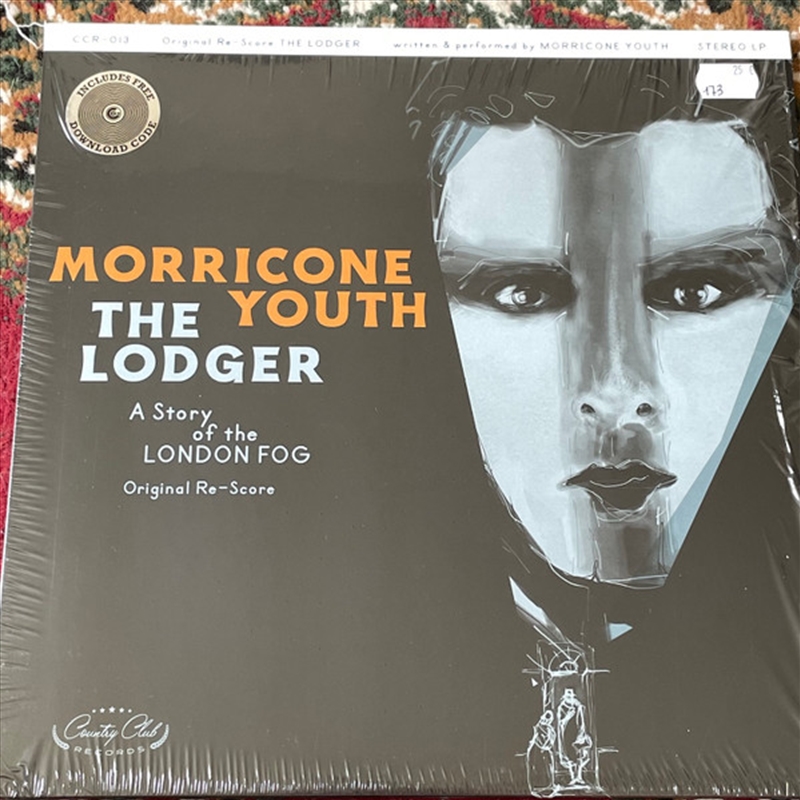 CCR-013 Original Re-Score THE LODGER written & performed by MORRICONE YOUTH STEREO LP
25 €
173
INCLUDES FREE
DOWNLOAD CODE
MORRICONE
YOUTH
THE
LODGER
A Story
of the
LONDON FOG
Original Re-Score
Country Club
RECORDS